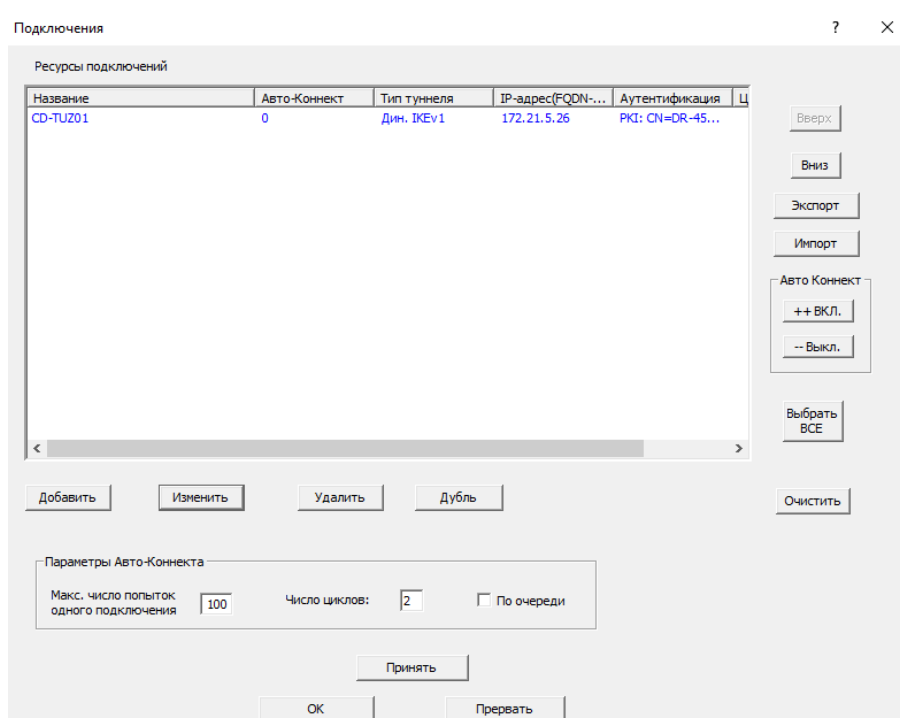 Подключения
?
Ресурсы подключений
Название Авто-Коннект Тип туннеля IP-адрес(FQDN-... Аутентификация Ц
CD-TUZ01 0 Дин. IKEv1 172.21.5.26 PKI: CN=DR-45...
Вверх
Вниз
Экспорт
Импорт
Авто Коннект
++ ВКЛ.
-- Выкл.
Выбрать
ВСЕ
Добавить Изменить Удалить Дубль
Очистить
Параметры Авто-Коннекта
Макс. число попыток
одного подключения 100 Число циклов: 2 По очереди
Принять
ОК Прервать